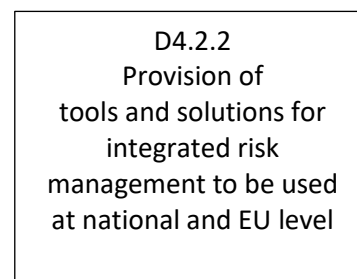 D4.2.2
Provision of
tools and solutions for
integrated risk
management to be used
at national and EU level